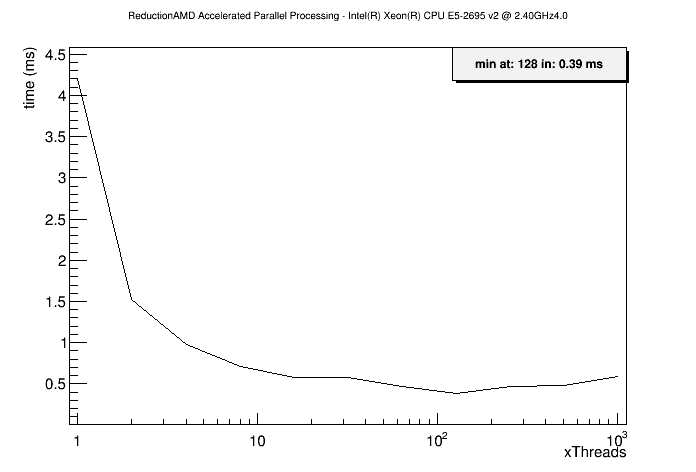 ReductionAMD Accelerated Parallel Processing - Intel(R) Xeon(R) CPU E5-2695 v2 @ 2.40GHz4.0
min at: 128 in: 0.39 ms
time (ms)
4.5
4
3.5
3
2.5
2
1.5
1
0.5
1 10 10² 10³
xThreads